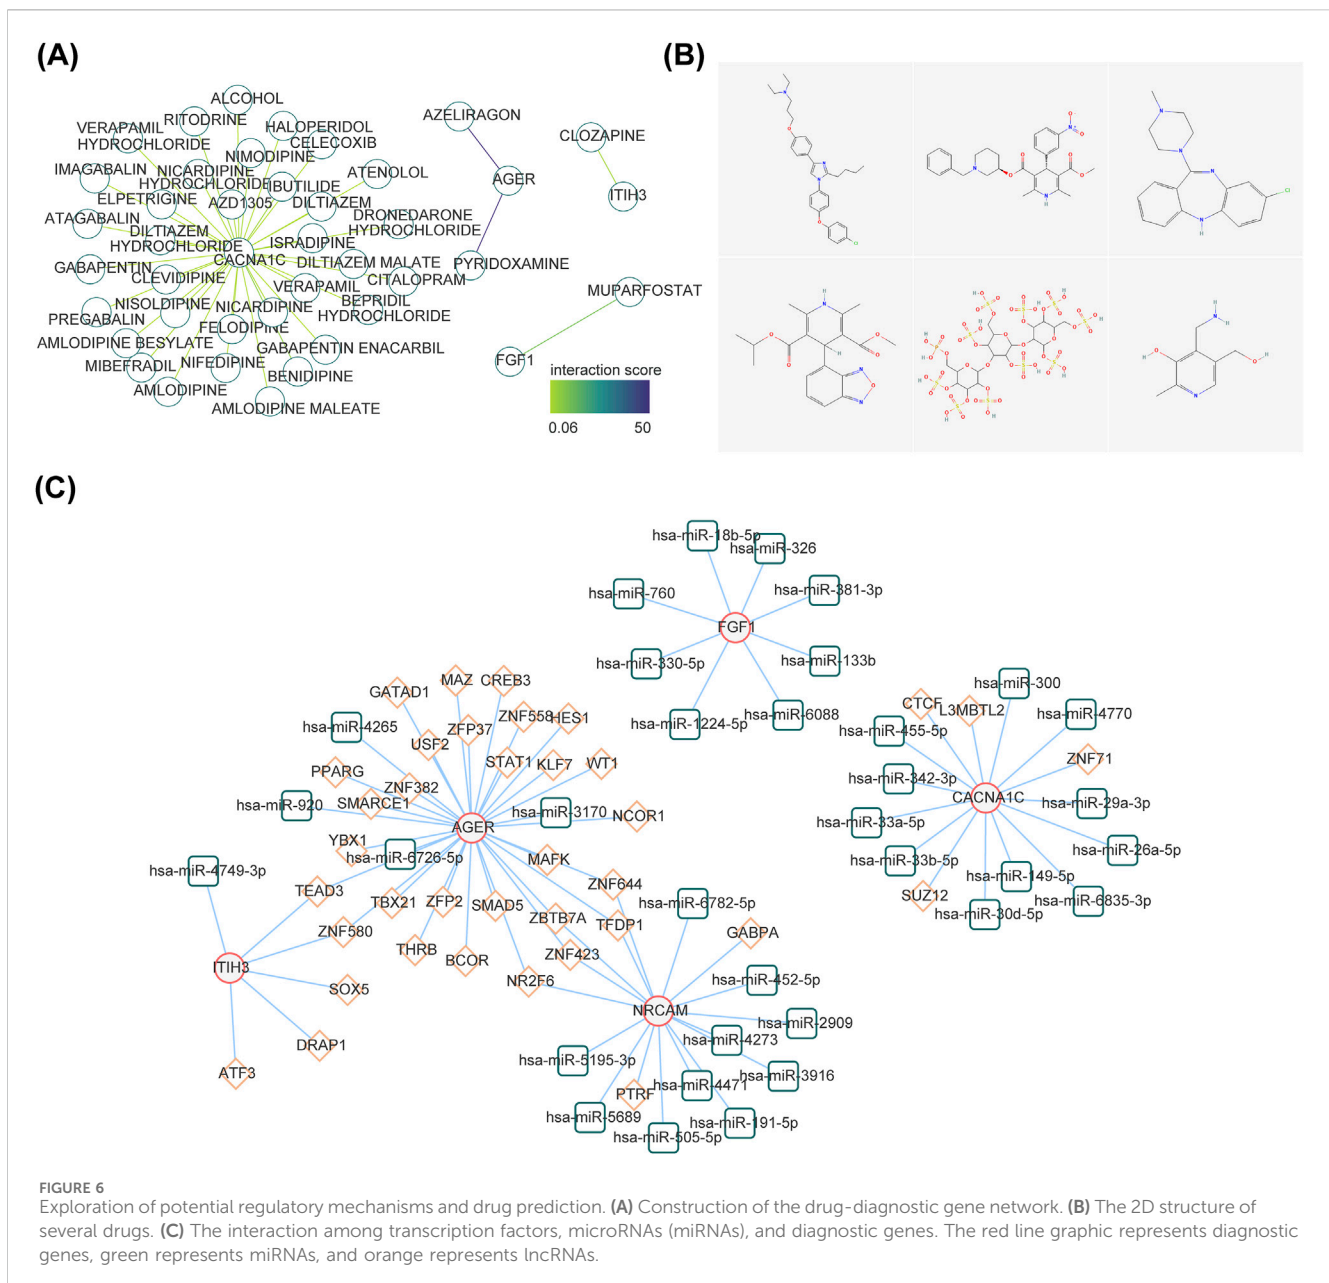 (A)
ALCOHOL
RITODRINE
VERAPAMIL
HYDROCHLORIDE
HALOPERIDOL
CELECOXIB
NIMODIPINE
IMAGABALIN
NICARDIPINE
HYDROCHLORIDE
IBUTILIDE
ATENOLOL
ELPETRIGINE
AZD1305
DILTIAZEM
ATAGABALIN
DRONEDARONE
HYDROCHLORIDE
DILTIAZEM
HYDROCHLORIDE
ISRADIPINE
CACNA1C
DILTIAZEM MALATE
GABAPENTIN
CLEVIDIPINE
CITALOPRAM
VERAPAMIL
NISOLDIPINE
NICARDIPINE
BEPRIDIL
HYDROCHLORIDE
PREGABALIN
FELODIPINE
AMLODIPINE BESYLATE
GABAPENTIN ENACARBIL
MIBEFRADIL
NIFEDIPINE
BENIDIPINE
AMLODIPINE
AMLODIPINE MALEATE
AZELIRAGON
AGER
PYRIDOXAMINE
CLOZAPINE
ITIH3
MUPARFOSTAT
FGF1
interaction score
0.06 50
(B)
(C)
hsa-miR-18b-5p
hsa-miR-326
hsa-miR-760
hsa-miR-381-3p
FGF1
hsa-miR-330-5p
hsa-miR-133b
hsa-miR-1224-5p
hsa-miR-6088
MAZ
CREB3
GATAD1
hsa-miR-4265
ZFP37
ZNF558
HES1
USF2
PPARG
STAT1
KLF7
WT1
ZNF382
hsa-miR-920
SMARCE1
hsa-miR-3170
NCOR1
AGER
YBX1
hsa-miR-6726-5p
MAFK
hsa-miR-4749-3p
TEAD3
ZNF644
TBX21
ZFP2
SMAD5
hsa-miR-6782-5p
ZBTB7A
TFDP1
ZNF580
GABPA
THRB
BCOR
ZNF423
ITIH3
NR2F6
hsa-miR-452-5p
SOX5
NRCAM
hsa-miR-2909
DRAP1
hsa-miR-4273
hsa-miR-5195-3p
ATF3
hsa-miR-3916
PTRF
hsa-miR-4471
hsa-miR-5689
hsa-miR-191-5p
hsa-miR-505-5p
hsa-miR-300
CTCF
L3MBTL2
hsa-miR-4770
hsa-miR-455-5p
ZNF71
hsa-miR-342-3p
CACNA1C
hsa-miR-29a-3p
hsa-miR-33a-5p
hsa-miR-26a-5p
hsa-miR-33b-5p
hsa-miR-149-5p
SUZ12
hsa-miR-6835-3p
hsa-miR-30d-5p
FIGURE 6
Exploration of potential regulatory mechanisms and drug prediction. (A) Construction of the drug-diagnostic gene network. (B) The 2D structure of
several drugs. (C) The interaction among transcription factors, microRNAs (miRNAs), and diagnostic genes. The red line graphic represents diagnostic
genes, green represents miRNAs, and orange represents lncRNAs.